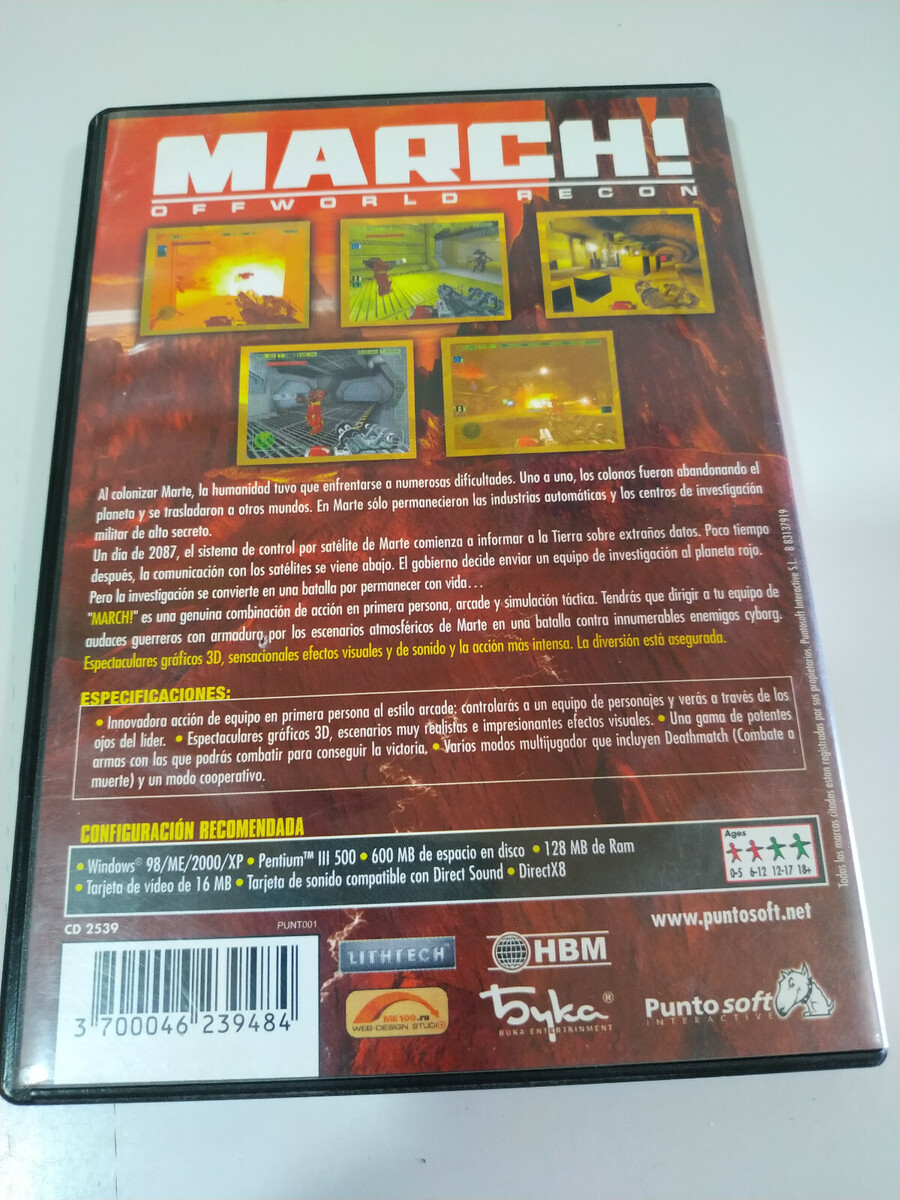 MARCH!
OFFWORLD RECON
Al colonizar Marte, la humanidad tuvo que enfrentarse a numerosas dificultades. Uno a uno, los colonos fueron abandonando el
planeta y se trasladaron a otros mundos. En Marte sólo permanecieron las industrias automáticas y los centros de investigación
militar de alto secreto.
Un día de 2087, el sistema de control por satélite de Marte comienza a informar a la Tierra sobre extraños datos. Poco tiempo
después, la comunicación con los satélites se viene abajo. El gobierno decide enviar un equipo de investigación al planeta rojo.
Pero la investigación se convierte en una batalla por permanecer con vida...
"MARCH!" es una genuina combinación de acción en primera persona, arcade y simulación táctica. Tendrás que dirigir a tu equipo de
audaces guerreros con armadura por los escenarios atmosféricos de Marte en una batalla contra innumerables enemigos cyborg.
Espectaculares gráficos 3D, sensacionales efectos visuales y de sonido y la acción más intensa. La diversión está asegurada.
ESPECIFICACIONES:
• Innovadora acción de equipo en primera persona al estilo arcade: controlarás a un equipo de personajes y verás a través de los
ojos del líder. • Espectaculares gráficos 3D, escenarios muy realistas e impresionantes efectos visuales. • Una gama de potentes
armas con las que podrás combatir para conseguir la victoria. • Varios modos multijugador que incluyen Deathmatch (Combate a
muerte) y un modo cooperativo.
CONFIGURACIÓN RECOMENDADA
• Windows® 98/ME/2000/XP • Pentium™ III 500 • 600 MB de espacio en disco • 128 MB de Ram
• Tarjeta de vídeo de 16 MB • Tarjeta de sonido compatible con Direct Sound • DirectX8
Ages
0-5 6-12 12-17 18+
Todas las marcas citadas estan registradas por sus propietarios. Puntosoft Interactive S.L. - B 83137919
CD 2539
PUNT001
www.puntosoft.net
3 700046 239484
LITHTECH
HBM
ME100.ru
WEB-DESIGN STUDIO
Бука®
BUKA ENTERTAINMENT
Punto soft
INTERACTIVE